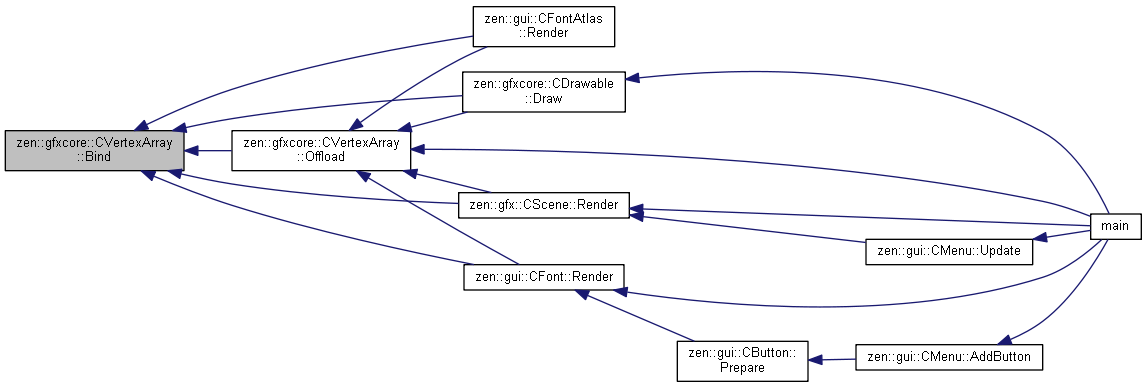 zen::gui::CFontAtlas
::Render
zen::gfxcore::CDrawable
::Draw
zen::gfxcore::CVertexArray
::Bind
zen::gfxcore::CVertexArray
::Offload
zen::gfx::CScene::Render
main
zen::gui::CMenu::Update
zen::gui::CFont::Render
zen::gui::CButton::
Prepare
zen::gui::CMenu::AddButton